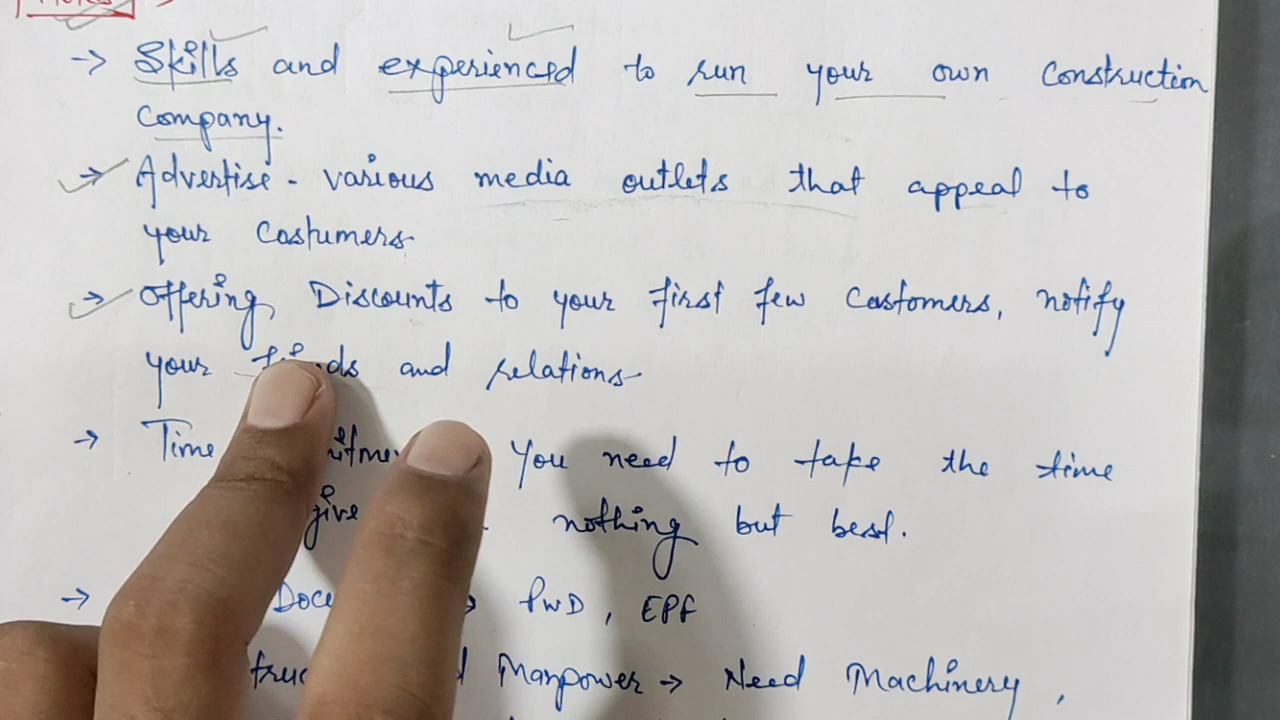 → Skills and experienced to run your own Construction
Company.
→ Advertise - various media outlets that appeal to
your Costumers
→ Offering Discounts to your first few Costomers, notify
your and relations
→ Time You need to take the time
give nothing but best.
→ → PWD, EPF
Manpower → Need Machinery,